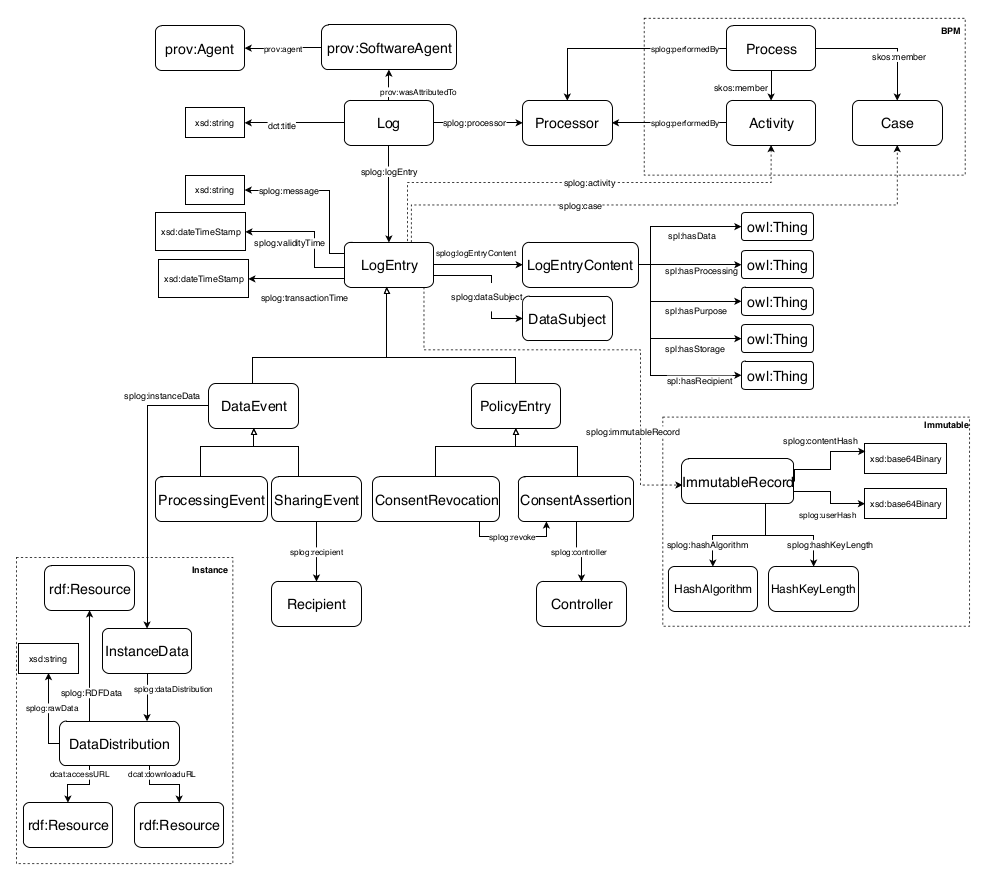 BPM
prov:Agent
prov:agent
prov:SoftwareAgent
splog:performedBy
Process
skos:member
skos:member
prov:wasAttributedTo
xsd:string
dct:title
Log
splog:processor
Processor
splog:performedBy
Activity
Case
splog:logEntry
splog:activity
xsd:string
splog:message
splog:case
xsd:dateTimeStamp
splog:validityTime
xsd:dateTimeStamp
splog:transactionTime
LogEntry
splog:logEntryContent
LogEntryContent
spl:hasData
owl:Thing
spl:hasProcessing
owl:Thing
spl:hasPurpose
owl:Thing
spl:hasStorage
owl:Thing
spl:hasRecipient
owl:Thing
splog:dataSubject
DataSubject
splog:instanceData
DataEvent
PolicyEntry
splog:immutableRecord
Immutable
ProcessingEvent
SharingEvent
ConsentRevocation
ConsentAssertion
splog:revoke
ImmutableRecord
splog:contentHash
xsd:base64Binary
splog:userHash
xsd:base64Binary
splog:hashAlgorithm
splog:hashKeyLength
HashAlgorithm
HashKeyLength
splog:recipient
splog:controller
Recipient
Controller
Instance
rdf:Resource
xsd:string
InstanceData
splog:RDFData
splog:dataDistribution
splog:rawData
DataDistribution
dcat:accessURL
dcat:downloaduRL
rdf:Resource
rdf:Resource